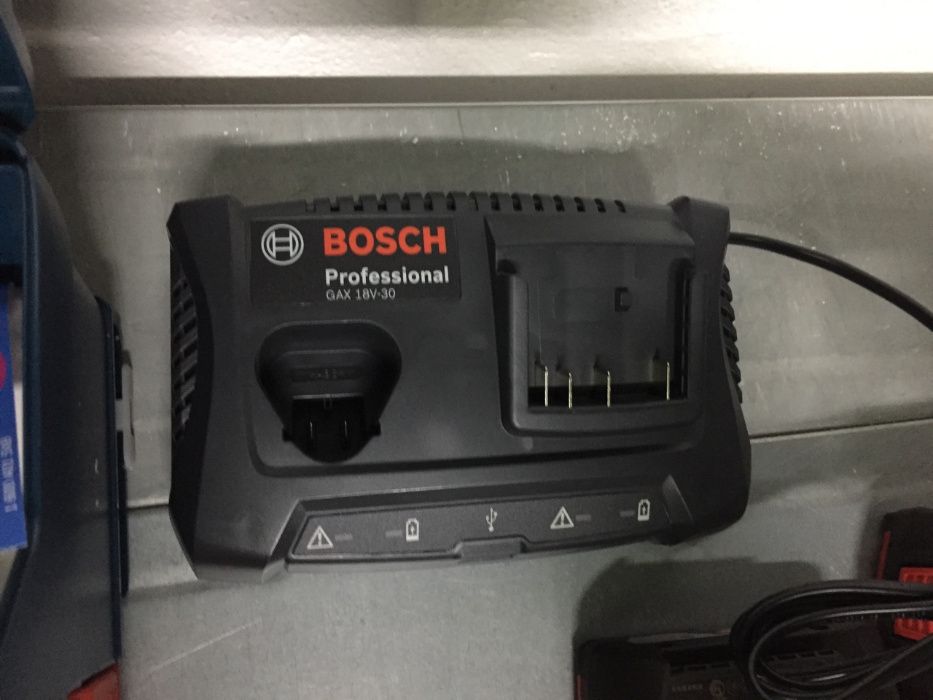 BOSCH
Professional
GAX 18V-30